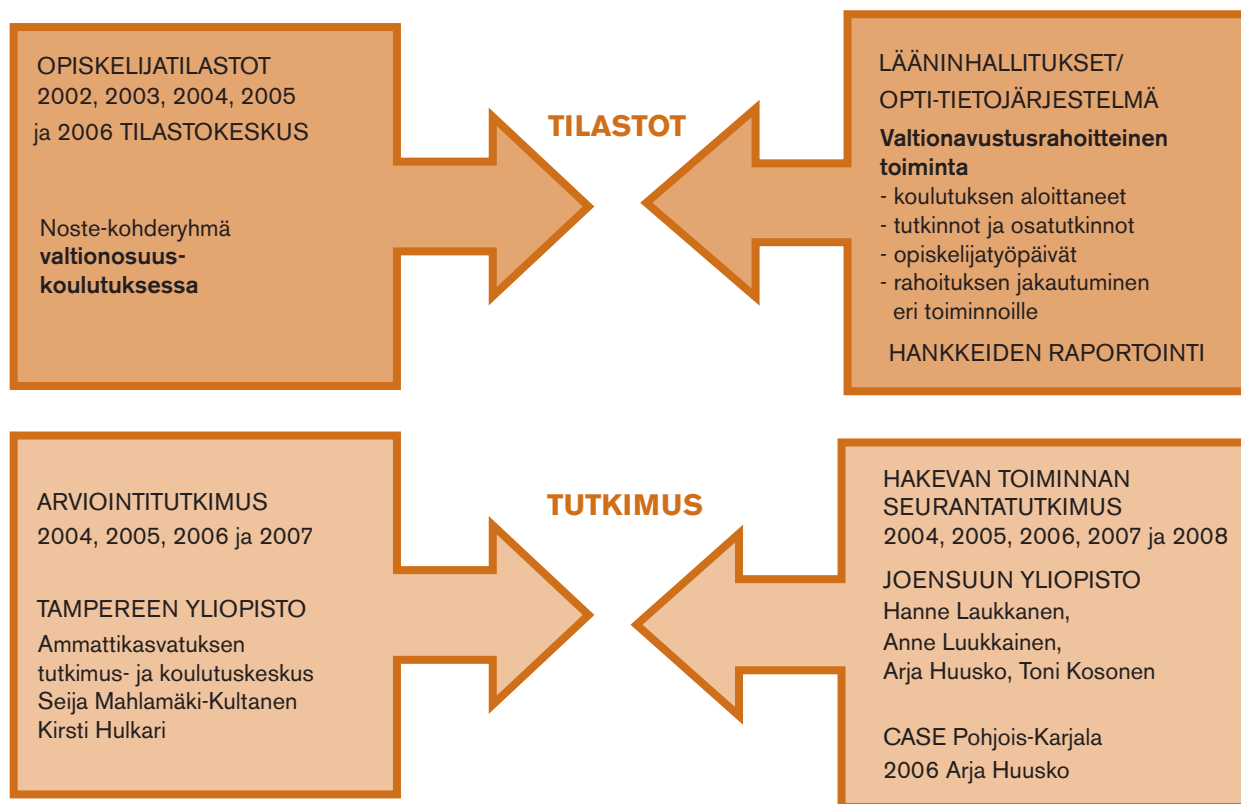 OPISKELIJATILASTOT
2002, 2003, 2004, 2005
ja 2006 TILASTOKESKUS
Noste-kohderyhmä
valtionosuus-
koulutuksessa
TILASTOT
LÄÄNINHALLITUKSET/
OPTI-TIETOJÄRJESTELMÄ
Valtionavustusrahoitteinen
toiminta
- koulutuksen aloittaneet
- tutkinnot ja osatutkinnot
- opiskelijatyöpäivät
- rahoituksen jakautuminen
eri toiminnoille
HANKKEIDEN RAPORTOINTI
ARVIOINTITUTKIMUS
2004, 2005, 2006 ja 2007
TAMPEREEN YLIOPISTO
Ammattikasvatuksen
tutkimus- ja koulutuskeskus
Seija Mahlamäki-Kultanen
Kirsti Hulkari
TUTKIMUS
HAKEVAN TOIMINNAN
SEURANTATUTKIMUS
2004, 2005, 2006, 2007 ja 2008
JOENSUUN YLIOPISTO
Hanne Laukkanen,
Anne Luukkainen,
Arja Huusko, Toni Kosonen
CASE Pohjois-Karjala
2006 Arja Huusko